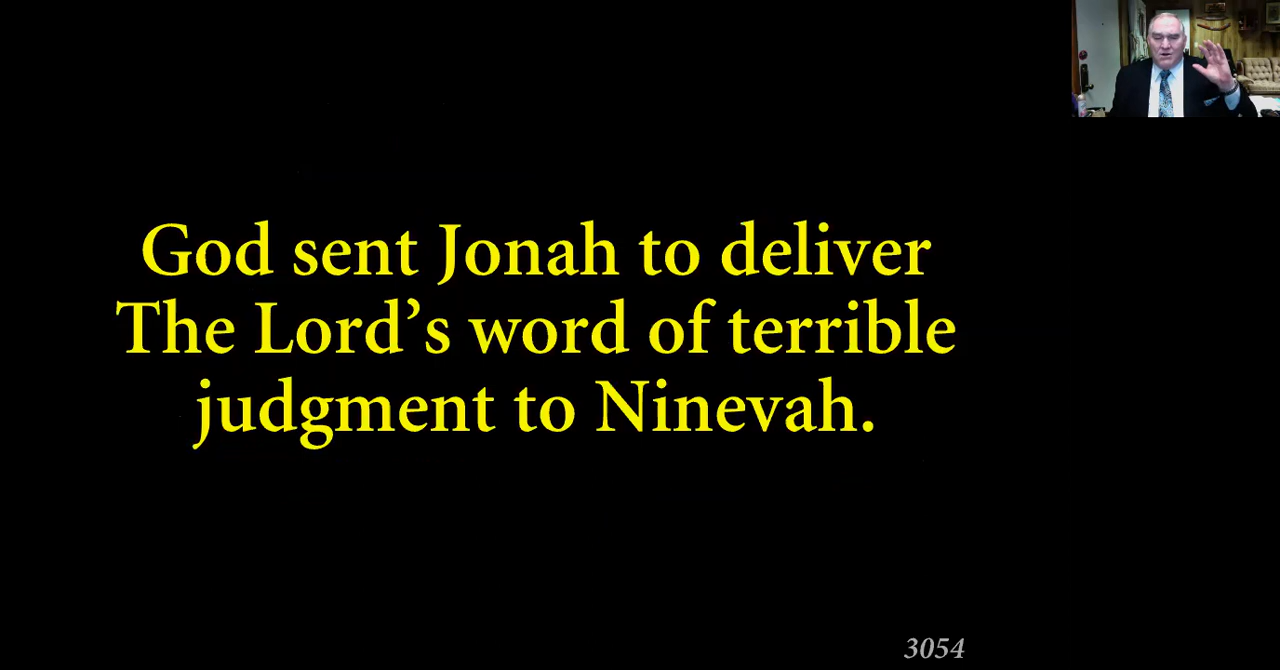 God sent Jonah to deliver
The Lord’s word of terrible
judgment to Ninevah.
3054